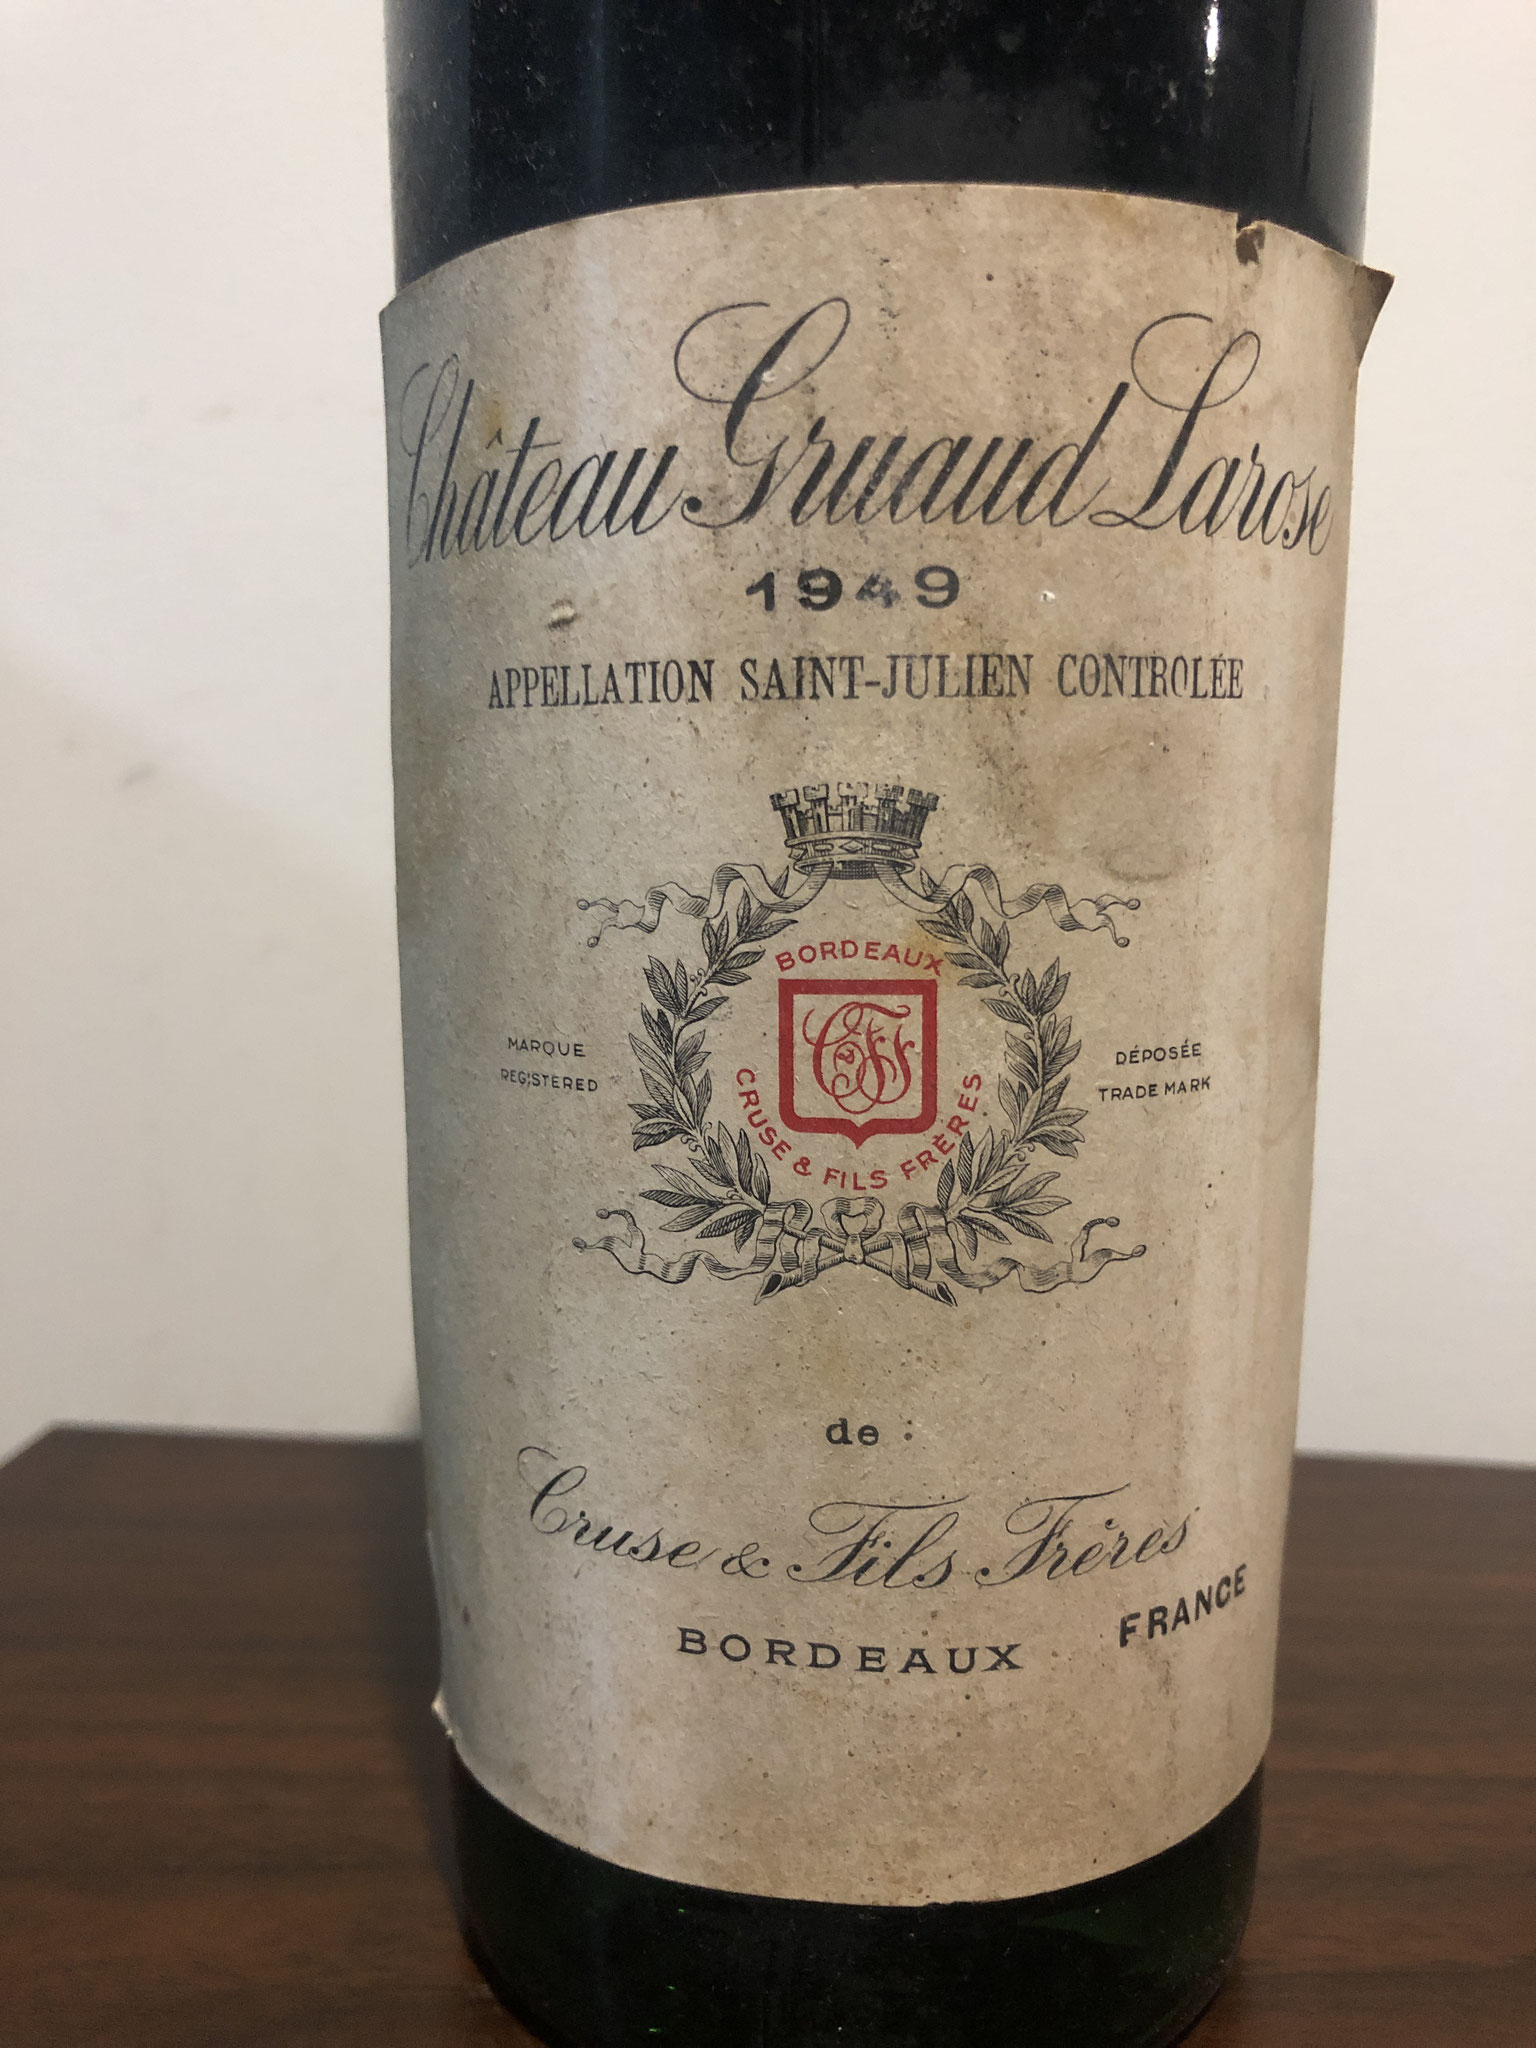 Château Gruaud Larose
1949
APPELLATION SAINT-JULIEN CONTROLÉE
BORDEAUX
CFF
CRUSE & FILS FRÈRES
MARQUE
REGISTERED
DÉPOSÉE
TRADE MARK
de :
Cruse & Fils Frères
BORDEAUX
FRANCE